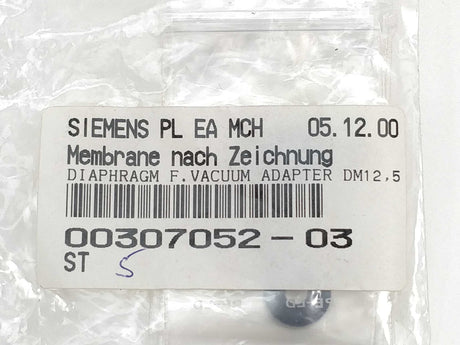 SIEMENS PL EA MCH 05.12.00
Membrane nach Zeichnung
DIAPHRAGM F.VACUUM ADAPTER DM12,5
00307052-03
ST 5